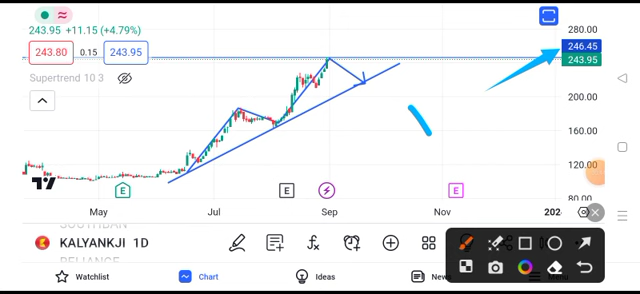 243.95 +11.15 (+4.79%)
280.00
243.80 0.15 243.95
246.45
243.95
Supertrend 10 3
200.00
160.00
120.00
80.00
E E E
May Jul Sep Nov
KALYANKJI 1D
RELIANCE
Watchlist Chart Ideas News Menu